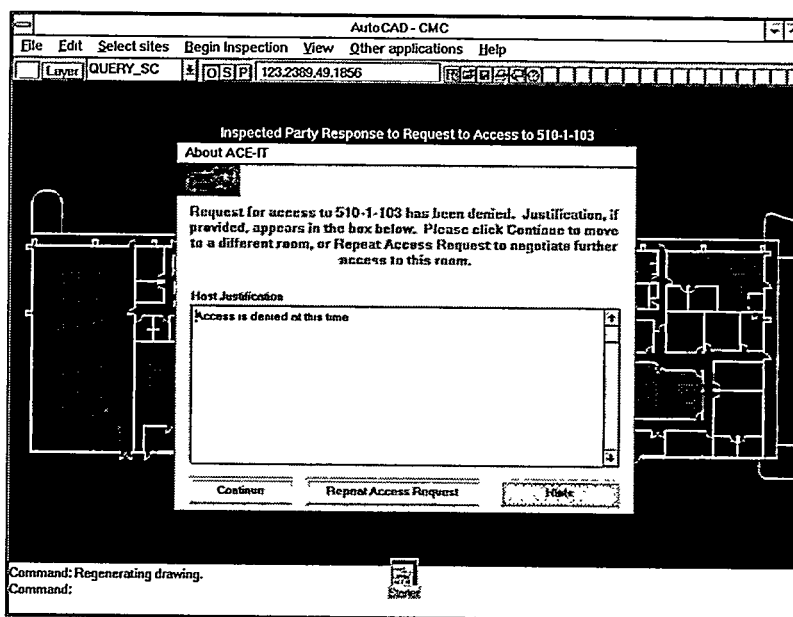 AutoCAD - CMC
File Edit Select sites Begin Inspection View Other applications Help
Layer QUERY_SC O S P 123.2389,49.1856
Inspected Party Response to Request to Access to 510-1-103
About ACE-IT
Request for access to 510-1-103 has been denied. Justification, if
provided, appears in the box below. Please click Continue to move
to a different room, or Repeat Access Request to negotiate further
access to this room.
Host Justification
Access is denied at this time
Continue Repeat Access Request Hints
Command: Regenerating drawing.
Command: